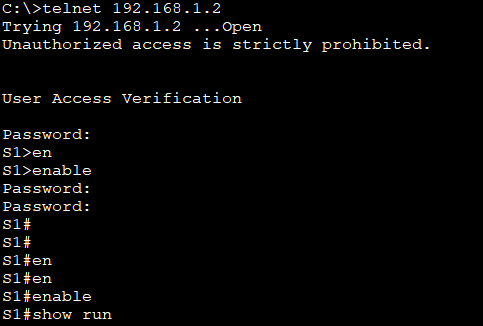 C:\>telnet 192.168.1.2
Trying 192.168.1.2 ...Open
Unauthorized access is strictly prohibited.
User Access Verification
Password:
S1>en
S1>enable
Password:
Password:
S1#
S1#
S1#en
S1#en
S1#enable
S1#show run